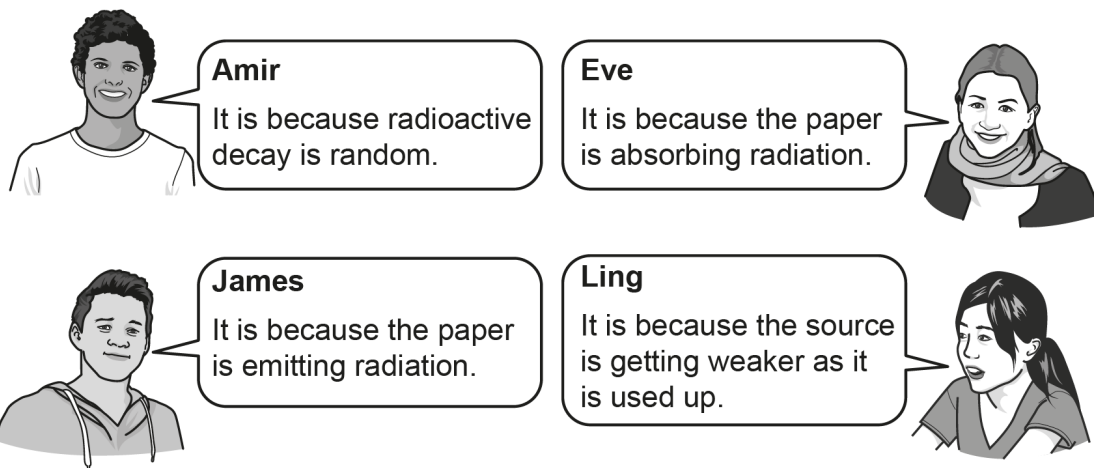 Amir
It is because radioactive
decay is random.
Eve
It is because the paper
is absorbing radiation.
James
It is because the paper
is emitting radiation.
Ling
It is because the source
is getting weaker as it
is used up.